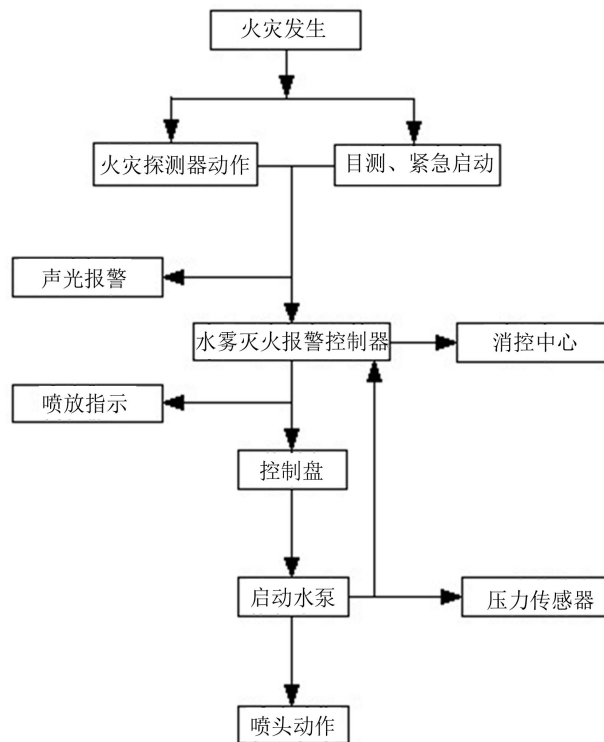 火灾发生
火灾探测器动作
目测、紧急启动
声光报警
水雾灭火报警控制器
消控中心
喷放指示
控制盘
启动水泵
压力传感器
喷头动作